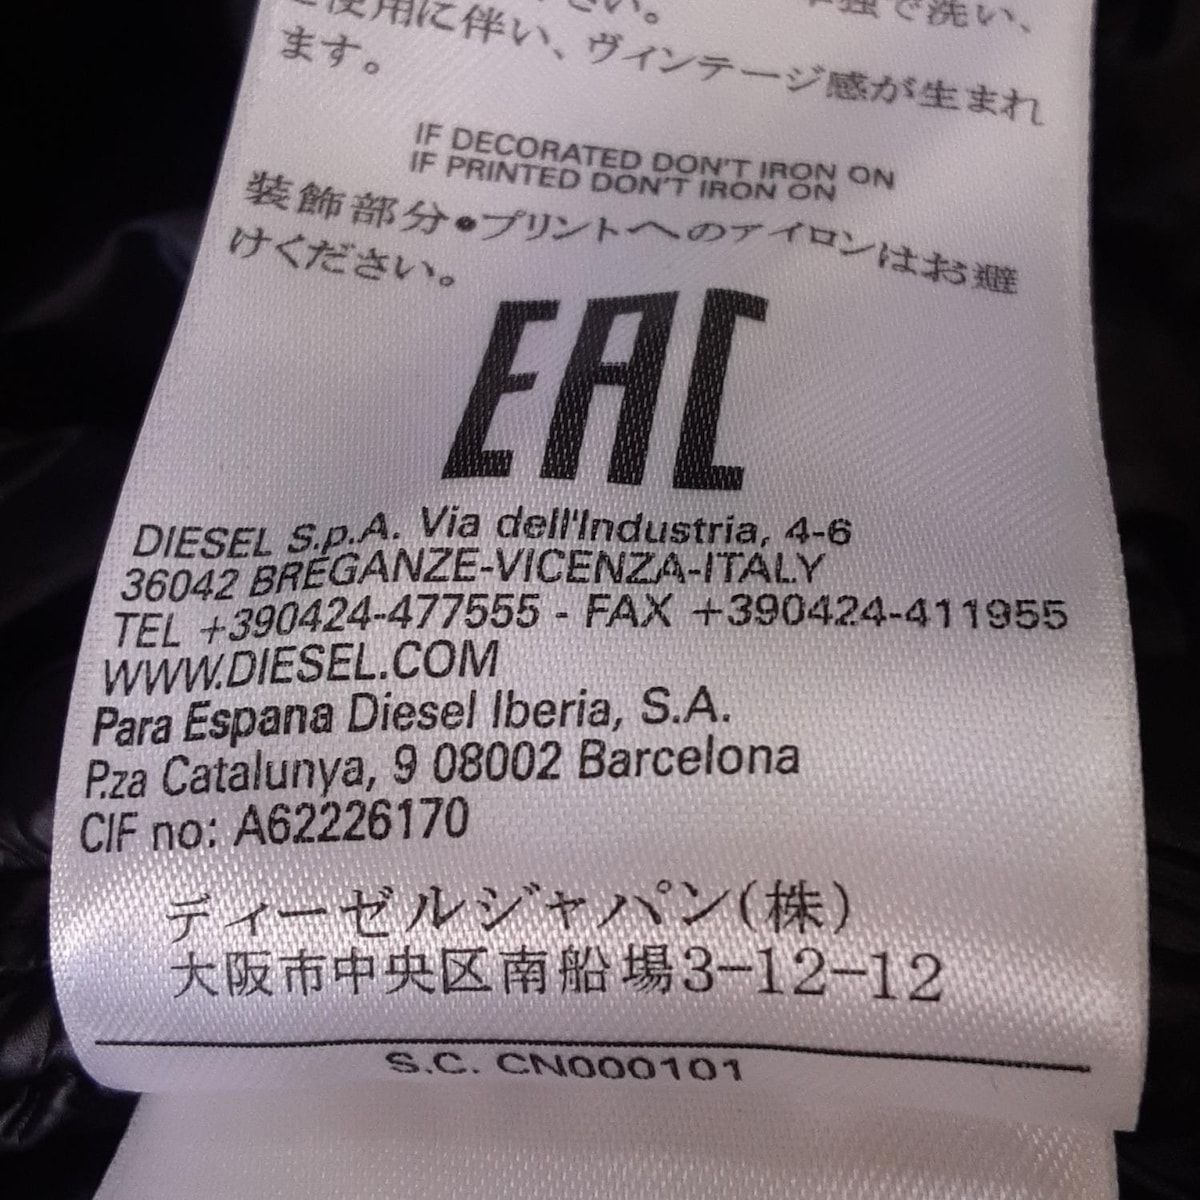 で洗い、
使用に伴い、ヴィンテージ感が生まれ
ます。
IF DECORATED DON'T IRON ON
IF PRINTED DON'T IRON ON
装飾部分•プリントへのアイロンはお避
けください。
EAC
DIESEL S.p.A. Via dell'Industria, 4-6
36042 BREGANZE-VICENZA-ITALY
TEL +390424-477555 - FAX +390424-411955
WWW.DIESEL.COM
Para Espana Diesel Iberia, S.A.
P.za Catalunya, 9 08002 Barcelona
CIF no: A62226170
ディーゼルジャパン(株)
大阪市中央区南船場3-12-12
S.C. CN000101